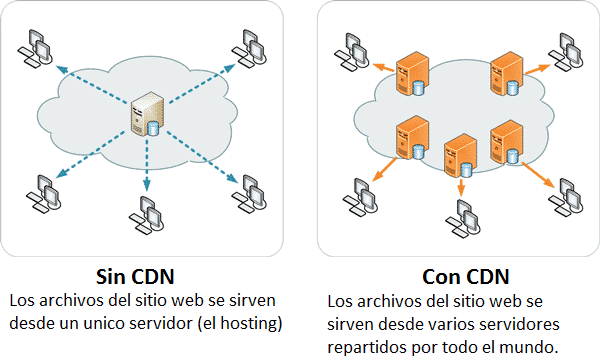 Sin CDN
Los archivos del sitio web se sirven
desde un unico servidor (el hosting)
Con CDN
Los archivos del sitio web se
sirven desde varios servidores
repartidos por todo el mundo.